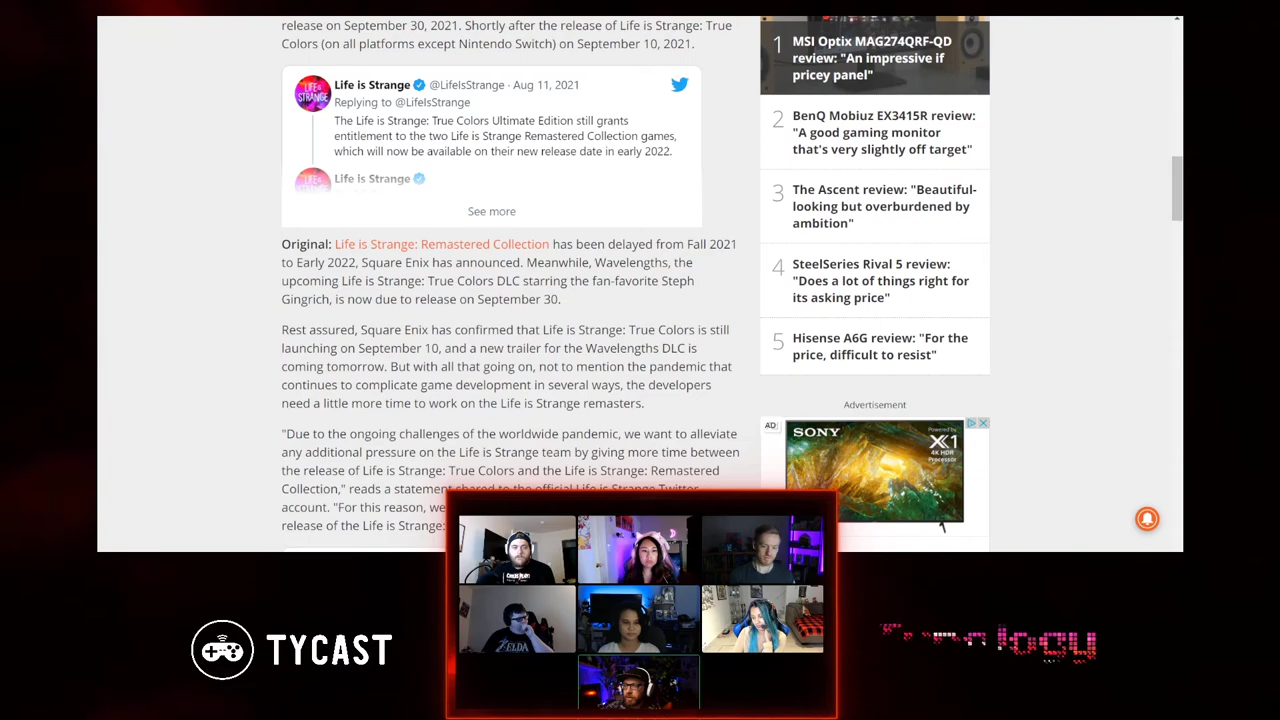 release on September 30, 2021. Shortly after the release of Life is Strange: True
Colors (on all platforms except Nintendo Switch) on September 10, 2021.
Life is Strange @LifeIsStrange · Aug 11, 2021
Replying to @LifeIsStrange
The Life is Strange: True Colors Ultimate Edition still grants
entitlement to the two Life is Strange Remastered Collection games,
which will now be available on their new release date in early 2022.
Life is Strange
See more
Original: Life is Strange: Remastered Collection has been delayed from Fall 2021
to Early 2022, Square Enix has announced. Meanwhile, Wavelengths, the
upcoming Life is Strange: True Colors DLC starring the fan-favorite Steph
Gingrich, is now due to release on September 30.
Rest assured, Square Enix has confirmed that Life is Strange: True Colors is still
launching on September 10, and a new trailer for the Wavelengths DLC is
coming tomorrow. But with all that going on, not to mention the pandemic that
continues to complicate game development in several ways, the developers
need a little more time to work on the Life is Strange remasters.
"Due to the ongoing challenges of the worldwide pandemic, we want to alleviate
any additional pressure on the Life is Strange team by giving more time between
the release of Life is Strange: True Colors and the Life is Strange: Remastered
Collection," reads a statement shared to the official Life is Strange Twitter
account. "For this reason, we
release of the Life is Strange:
1 MSI Optix MAG274QRF-QD
review: "An impressive if
pricey panel"
2 BenQ Mobiuz EX3415R review:
"A good gaming monitor
that's very slightly off target"
3 The Ascent review: "Beautiful-
looking but overburdened by
ambition"
4 SteelSeries Rival 5 review:
"Does a lot of things right for
its asking price"
5 Hisense A6G review: "For the
price, difficult to resist"
Advertisement
AD
SONY
Powered by
X1
4K HDR
Processor
ZELDA
TYCAST